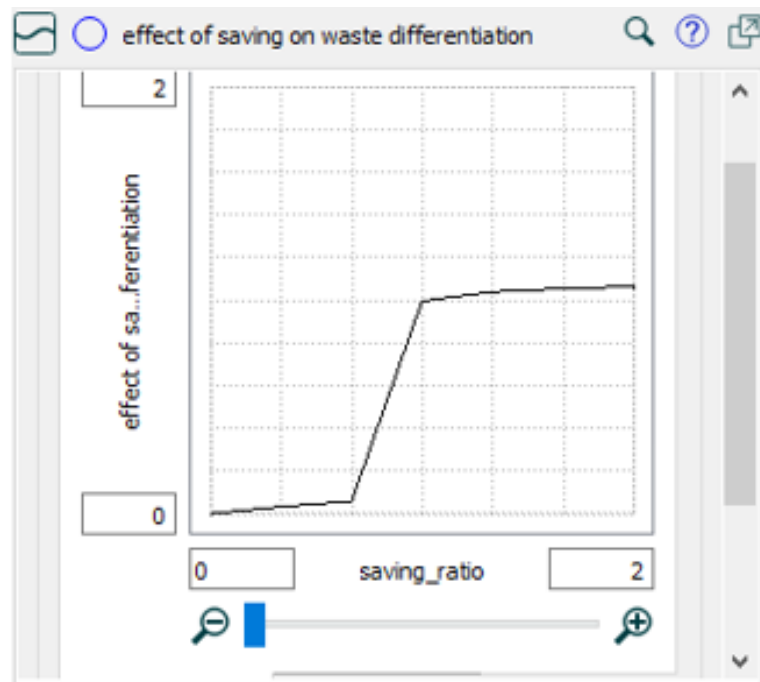 effect of saving on waste differentiation
2
effect of sa...ferentiation
0
0 saving_ratio 2